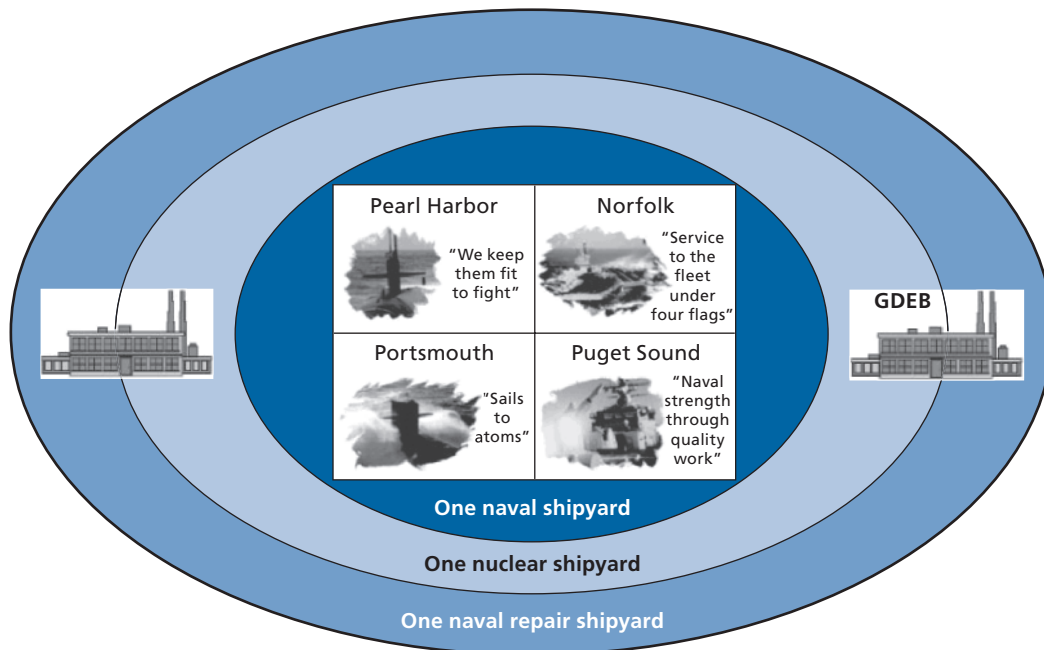 Pearl Harbor
“We keep
them fit
to fight”
Norfolk
“Service
to the
fleet
under
four flags”
GDEB
Portsmouth
“Sails
to
atoms”
Puget Sound
“Naval
strength
through
quality
work”
One naval shipyard
One nuclear shipyard
One naval repair shipyard